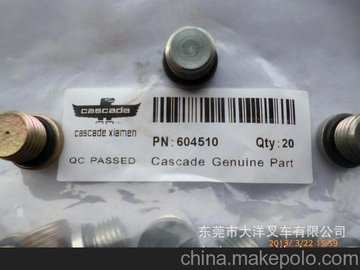 cascade
cascade xiamen
PN:604510 Qty:20
QC PASSED Cascade Genuine Part
东莞市大洋叉车有限公司
2013/3/22 15:59
china.makepolo.com